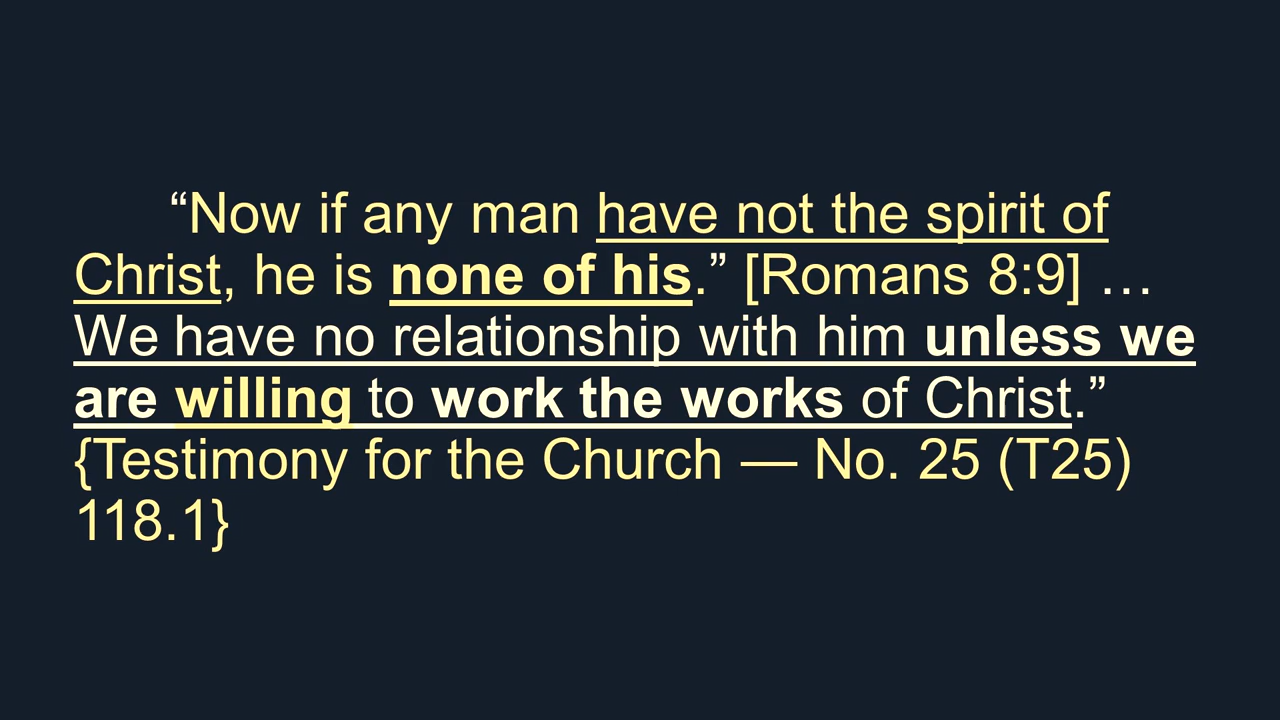 “Now if any man have not the spirit of
Christ, he is none of his.” [Romans 8:9] …
We have no relationship with him unless we
are willing to work the works of Christ.”
{Testimony for the Church — No. 25 (T25)
118.1}